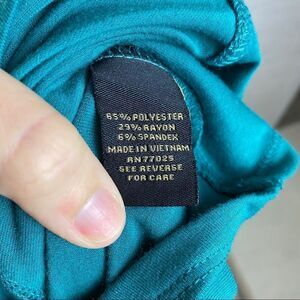 65% POLYESTER
29% RAYON
6% SPANDEX
MADE IN VIETNAM
RN77025
SEE REVERSE
FOR CARE